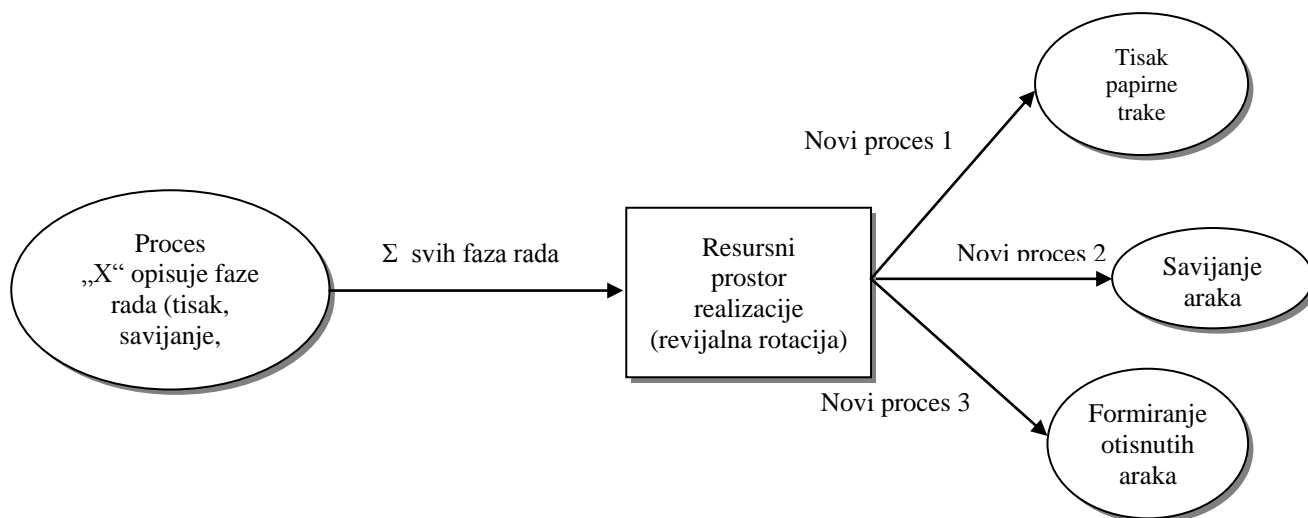 Proces
„X“ opisuje faze
rada (tisak,
savijanje,
Σ svih faza rada
Resursni
prostor
realizacije
(revijalna rotacija)
Novi proces 1
Tisak
papirne
trake
Novi proces 2
Savijanje
araka
Novi proces 3
Formiranje
otisnutih
araka